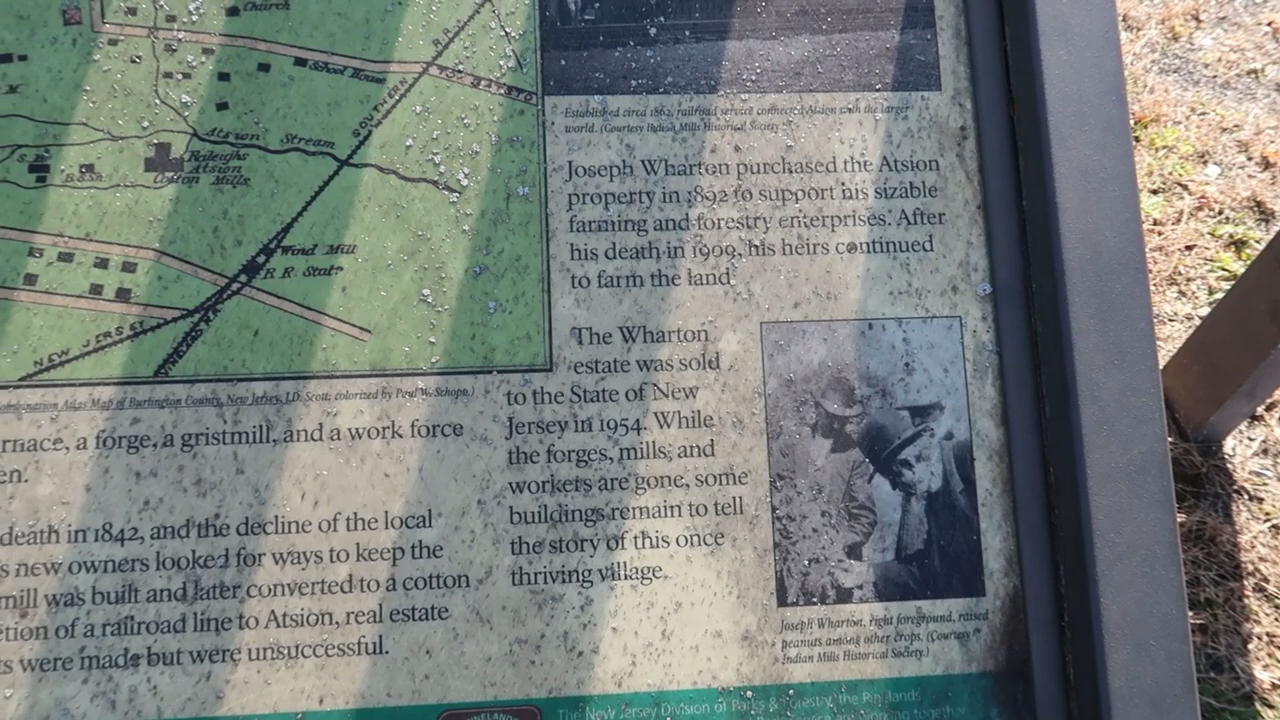 Church
R.R.
School House
TO BATSTO
SOUTHERN
Atsion Stream
S.H.
Raleighs
Atsion
Cotton Mills
B.S.Sh.
Wind Mill
R.R. Stat?
NEW JERSEY
Combination Atlas Map of Burlington County, New Jersey, J.D. Scott; colorized by Paul W. Schopp.)
rnace, a forge, a gristmill, and a work force
en.
death in 1842, and the decline of the local
s new owners looked for ways to keep the
mill was built and later converted to a cotton
etion of a railroad line to Atsion, real estate
s were made but were unsuccessful.
Established circa 1862, railroad service connected Atsion with the larger
world. (Courtesy Indian Mills Historical Society
Joseph Wharton purchased the Atsion
property in 1892 to support his sizable
farming and forestry enterprises. After
his death in 1909, his heirs continued
to farm the land
The Wharton
estate was sold
to the State of New
Jersey in 1954. While
the forges, mills, and
workers are gone, some
buildings remain to tell
the story of this once
thriving village.
Joseph Wharton, right foreground, raised
peanuts among other crops. (Courtesy
Indian Mills Historical Society.)
PINELANDS
The New Jersey Division of Parks & Forestry, the Pinelands
working together